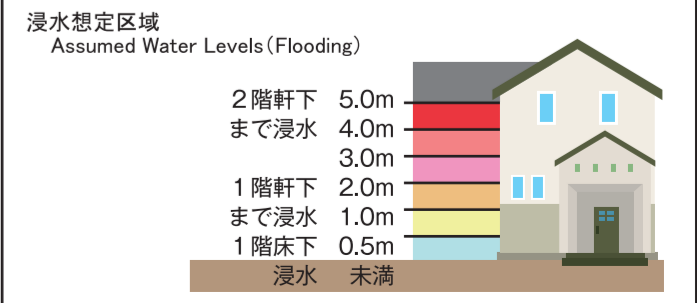 浸水想定区域
Assumed Water Levels(Flooding)
2階軒下 5.0m
まで浸水 4.0m
3.0m
1階軒下 2.0m
まで浸水 1.0m
1階床下 0.5m
浸水 未満